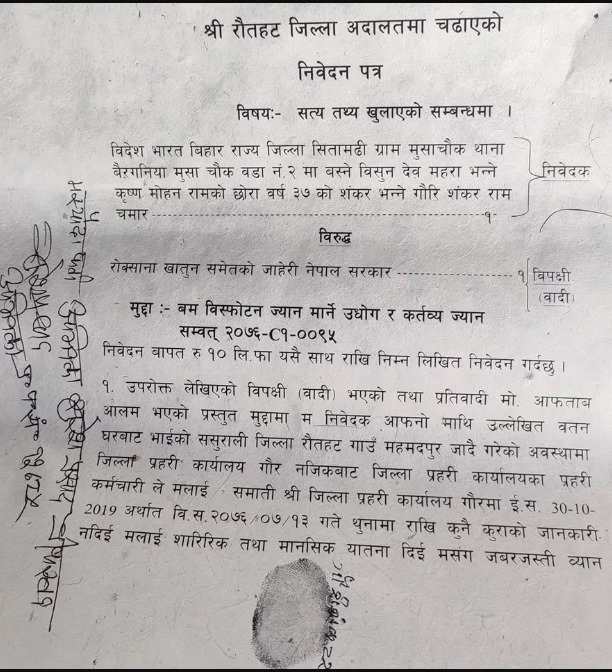 श्री रौतहट जिल्ला अदालतमा चढाएको
निवेदन पत्र
विषय:- सत्य तथ्य खुलाएको सम्बन्धमा ।
विदेश भारत बिहार राज्य जिल्ला सितामढी ग्राम मुसाचौक थाना
बैरगनिया मुसा चौक वडा नं.२ मा बस्ने विसुन देव महरा भन्ने
कृष्ण मोहन रामको छोरा वर्ष ३७ को शंकर भन्ने गौरि शंकर राम
चमार ---------------------------------------- १
निवेदक
विरुद्ध
रोक्साना खातुन समेतको जाहेरी नेपाल सरकार ---------------- १
विपक्षी
(वादी)
मुद्दा :- बम विस्फोटन ज्यान मार्ने उधोग र कर्तव्य ज्यान
सम्वत् २०७६-C१-००९५
निवेदन वापत रु १० लि.फा यसै साथ राखि निम्न लिखित निवेदन गर्दछु ।
१. उपरोक्त लेखिएको विपक्षी (वादी) भएको तथा प्रतिवादी मो. आफताब
आलम भएको प्रस्तुत मुद्दामा म निवेदक आफनो माथि उल्लेखित वतन
घरबाट भाईको ससुराली जिल्ला रौतहट गाउँ महमदपुर जादै गरेको अवस्थामा
जिल्ला प्रहरी कार्यालय गौर नजिकबाट जिल्ला प्रहरी कार्यालयका प्रहरी
कर्मचारी ले मलाई समाती श्री जिल्ला प्रहरी कार्यालय गौरमा ई.स. 30-10-
2019 अर्थात वि.स.२०७६/०७/१३ गते थुनामा राखि कुनै कुराको जानकारी
नदिई मलाई शारिरिक तथा मानसिक यातना दिई मसंग जबरजस्ती व्यान